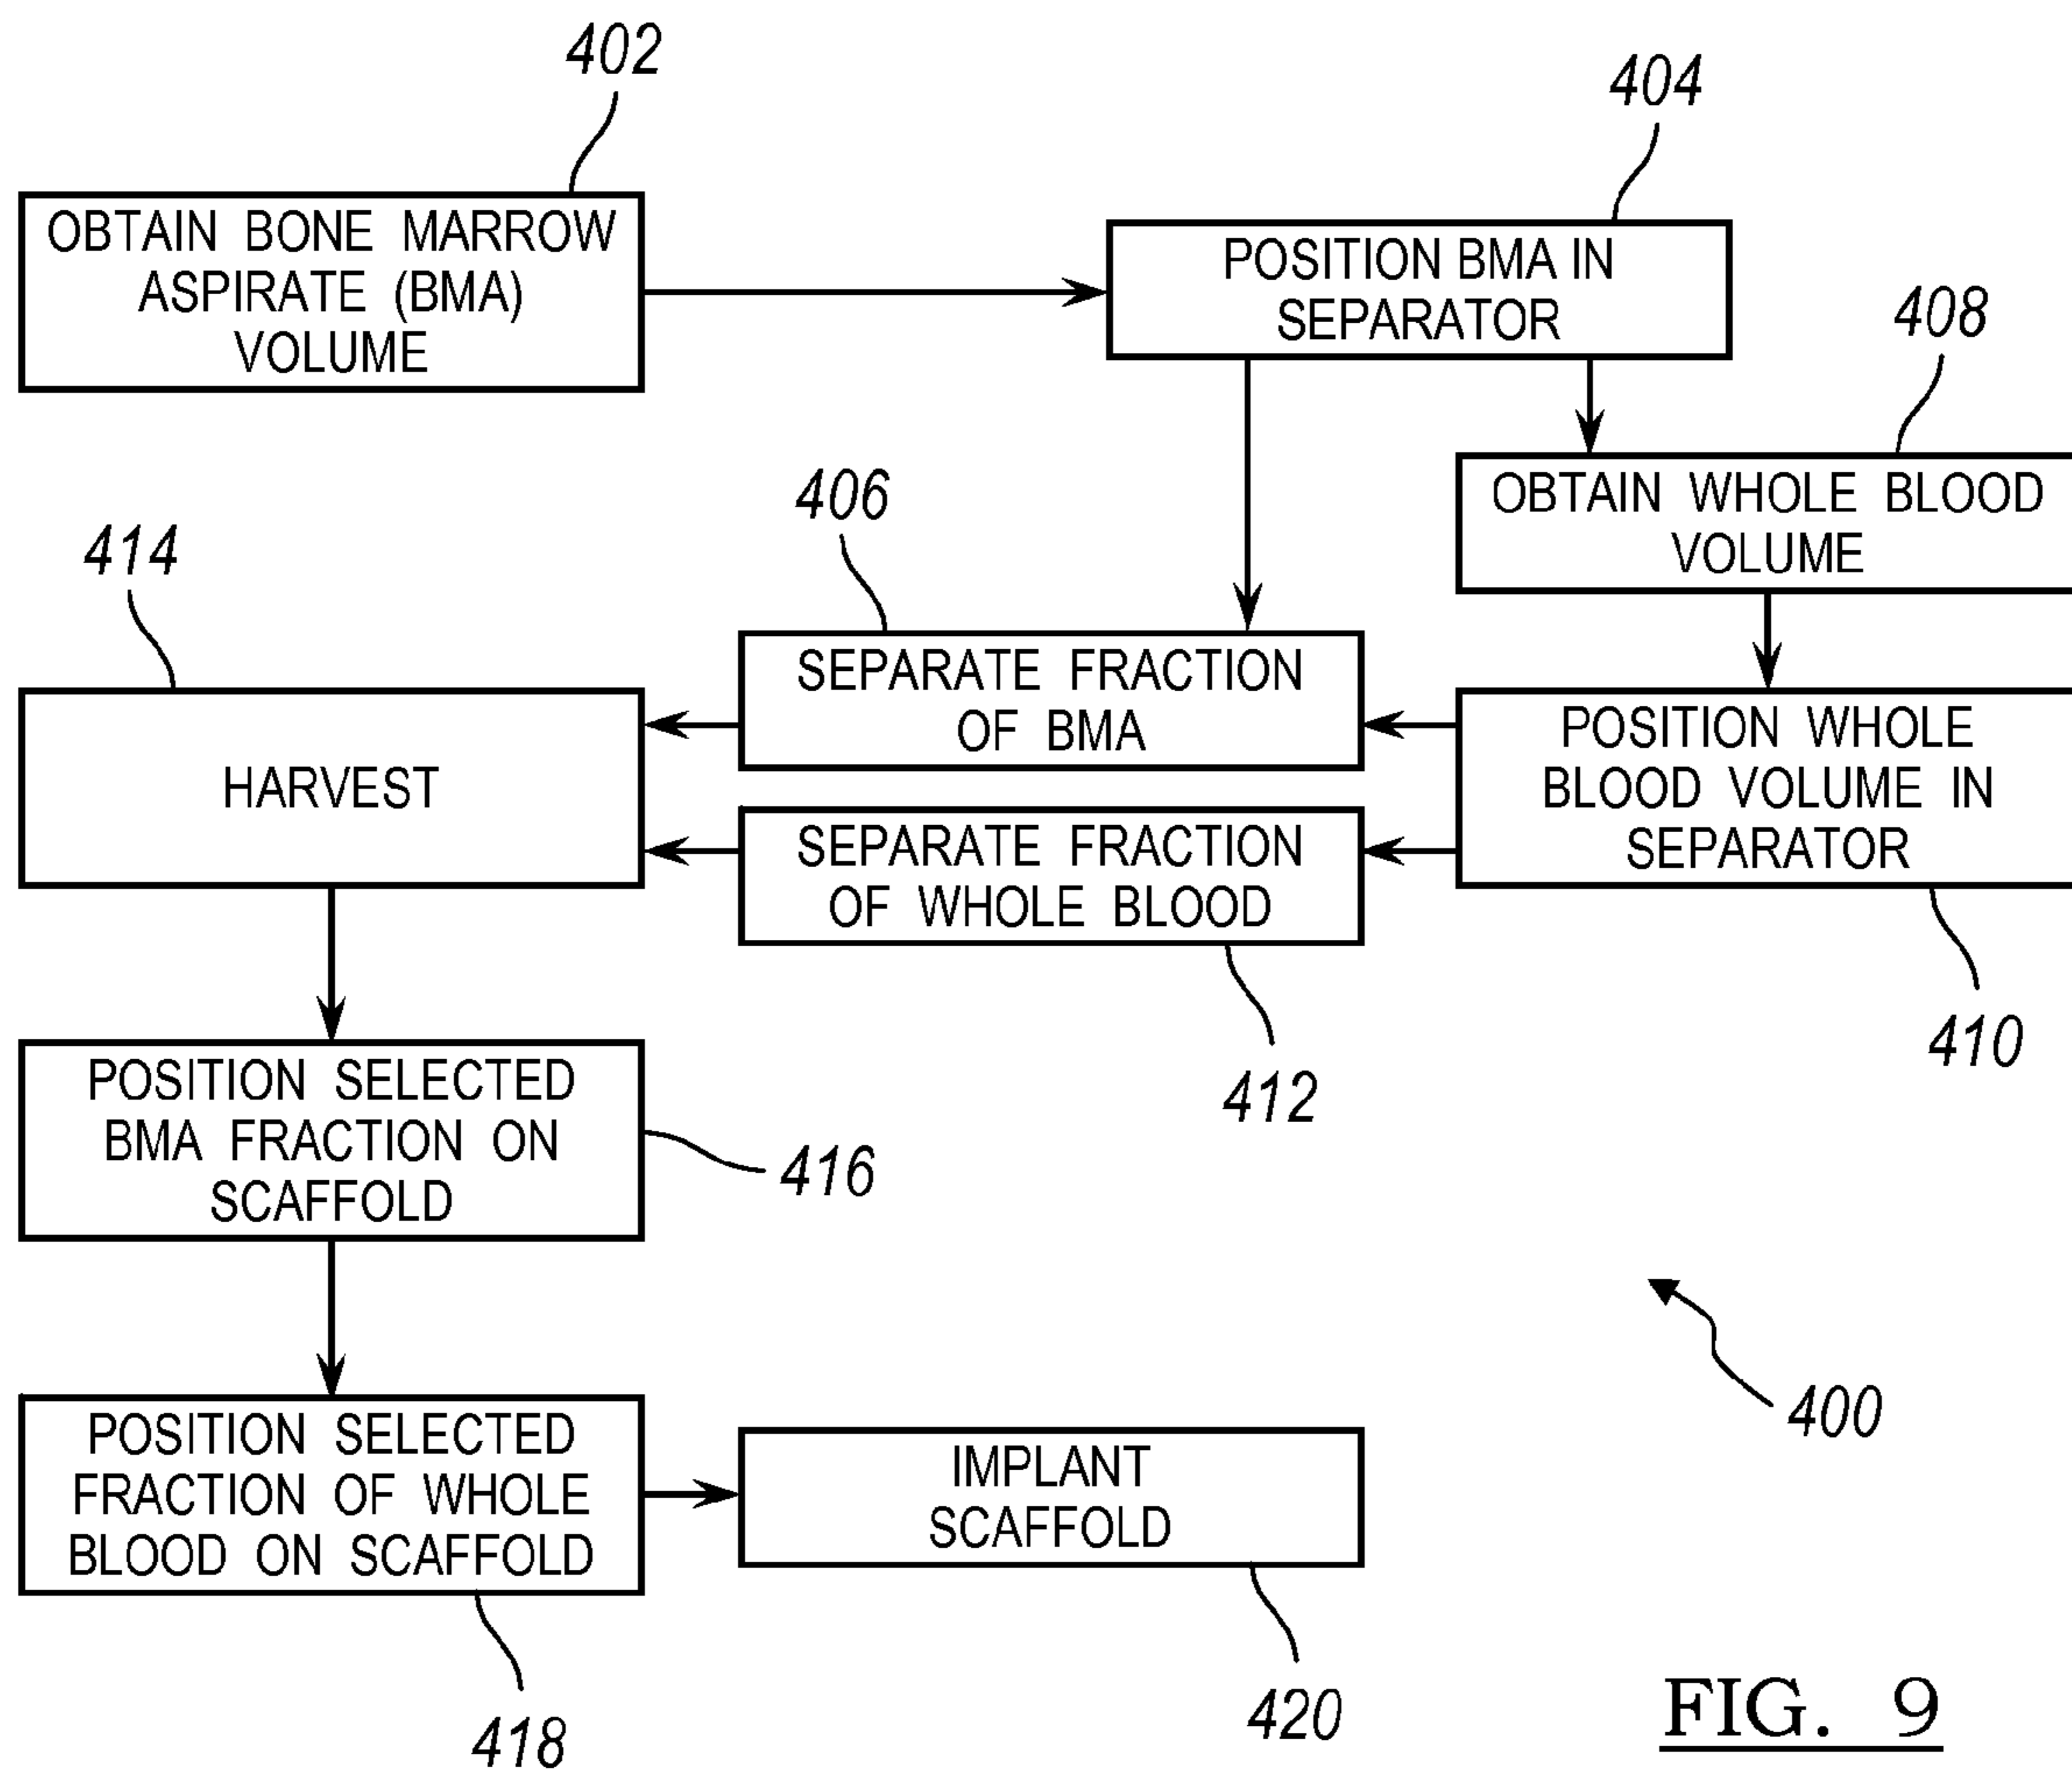 402
404
OBTAIN BONE MARROW
ASPIRATE (BMA)
VOLUME
POSITION BMA IN
SEPARATOR
408
OBTAIN WHOLE BLOOD
VOLUME
406
414
SEPARATE FRACTION
OF BMA
HARVEST
POSITION WHOLE
BLOOD VOLUME IN
SEPARATOR
SEPARATE FRACTION
OF WHOLE BLOOD
410
412
POSITION SELECTED
BMA FRACTION ON
SCAFFOLD
416
400
POSITION SELECTED
FRACTION OF WHOLE
BLOOD ON SCAFFOLD
IMPLANT
SCAFFOLD
418
420
FIG. 9